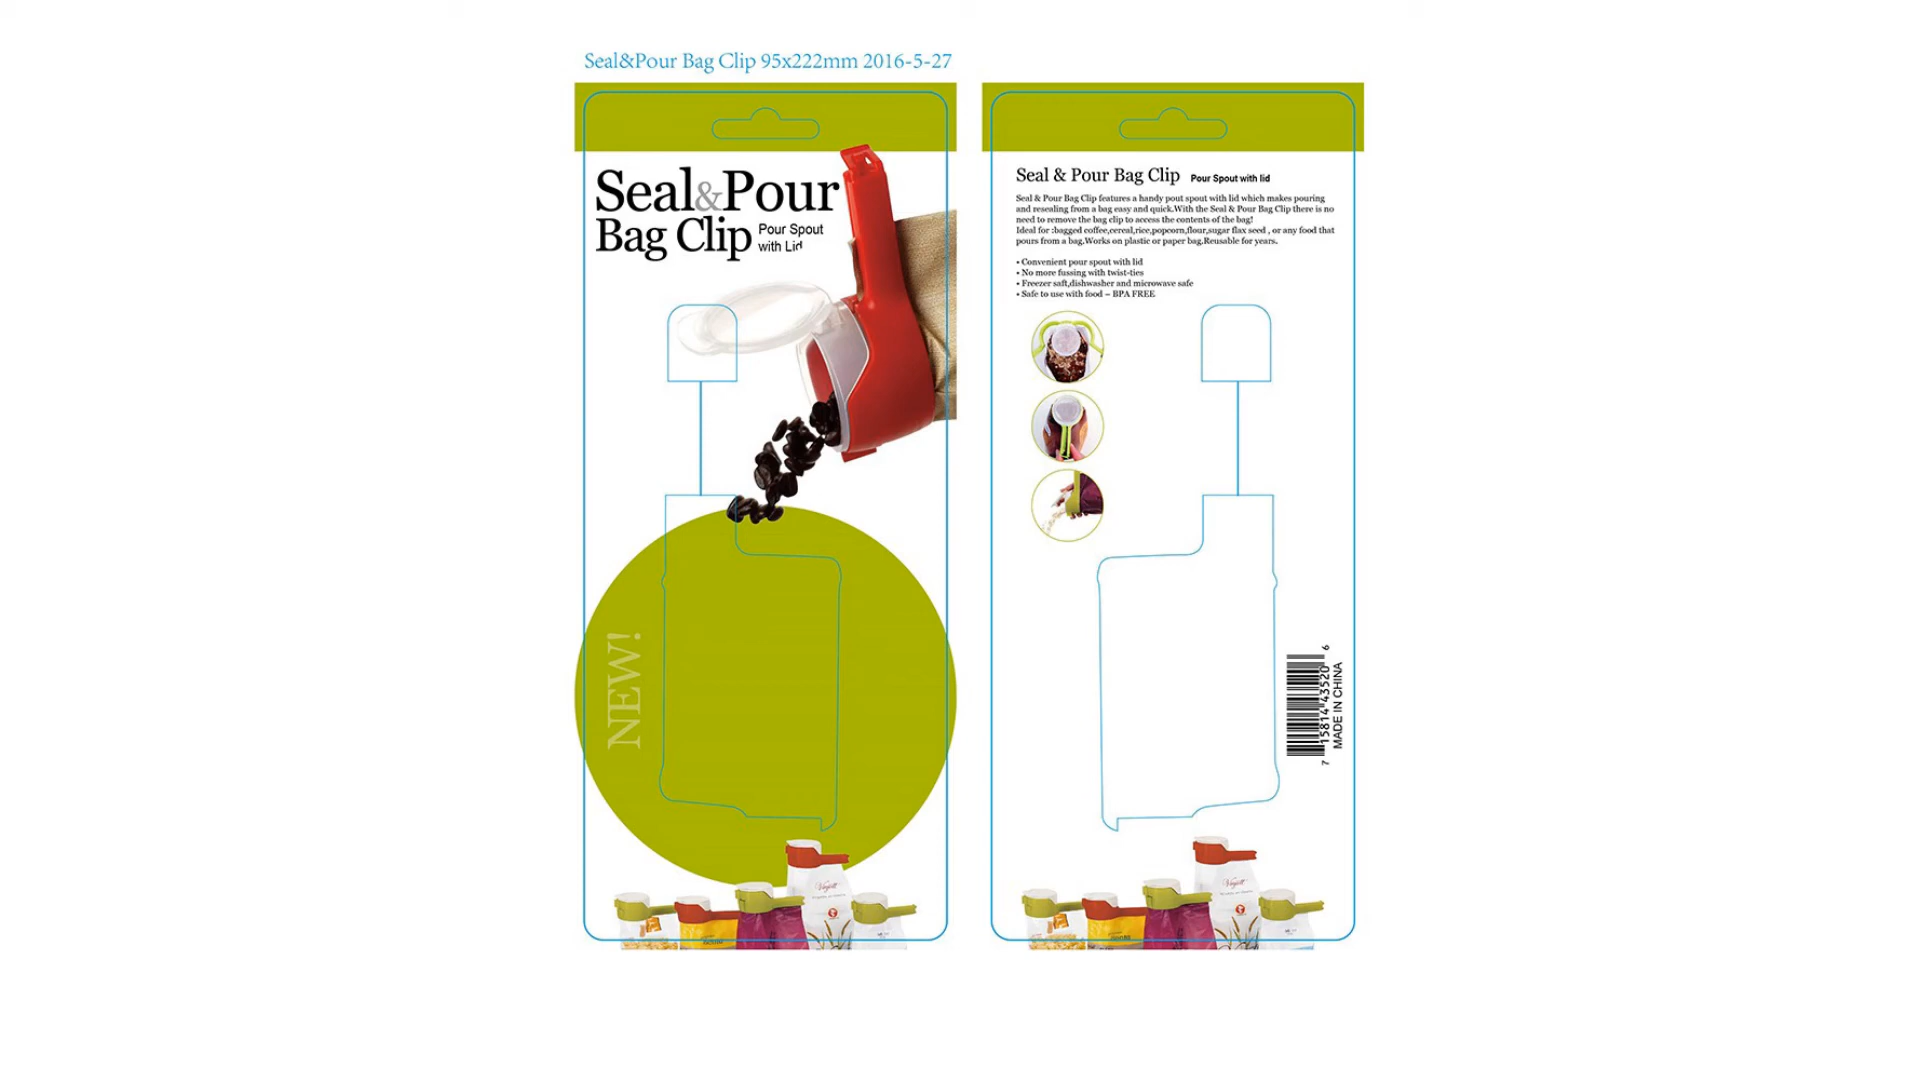 Seal&Pour Bag Clip 95x222mm 2016-5-27
Seal&Pour
Bag Clip
Pour Spout
with Lid
NEW!
Seal & Pour Bag Clip Pour Spout with lid
Seal & Pour Bag Clip features a handy pout spout with lid which makes pouring
and resealing from a bag easy and quick.With the Seal & Pour Bag Clip there is no
need to remove the bag clip to access the contents of the bag!
Ideal for :bagged coffee,cereal,rice,popcorn,flour,sugar flax seed , or any food that
pours from a bag.Works on plastic or paper bag.Reusable for years.
• Convenient pour spout with lid
• No more fussing with twist-ties
• Freezer saft,dishwasher and microwave safe
• Safe to use with food – BPA FREE
7 15814 43520 6
MADE IN CHINA